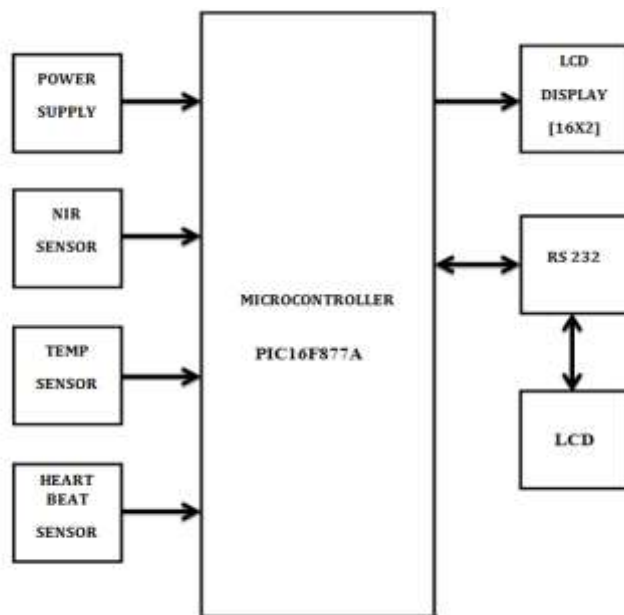 POWER
SUPPLY
NIR
SENSOR
TEMP
SENSOR
HEART
BEAT
SENSOR
MICROCONTROLLER
PIC16F877A
LCD
DISPLAY
[16X2]
RS 232
LCD